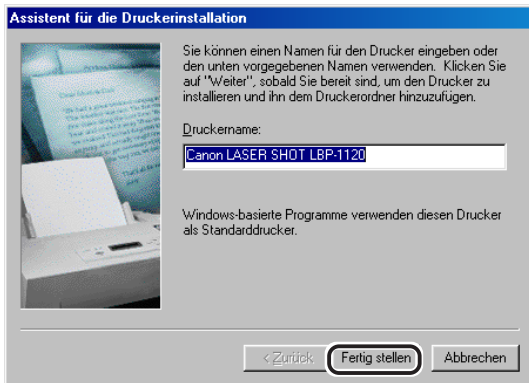 Assistent für die Druckerinstallation
Sie können einen Namen für den Drucker eingeben oder
den unten vorgegebenen Namen verwenden. Klicken Sie
auf "Weiter", sobald Sie bereit sind, um den Drucker zu
installieren und ihn dem Druckerordner hinzuzufügen.
Druckername:
Canon LASER SHOT LBP-1120
Windows-basierte Programme verwenden diesen Drucker
als Standarddrucker.
< Zurück
Fertig stellen
Abbrechen